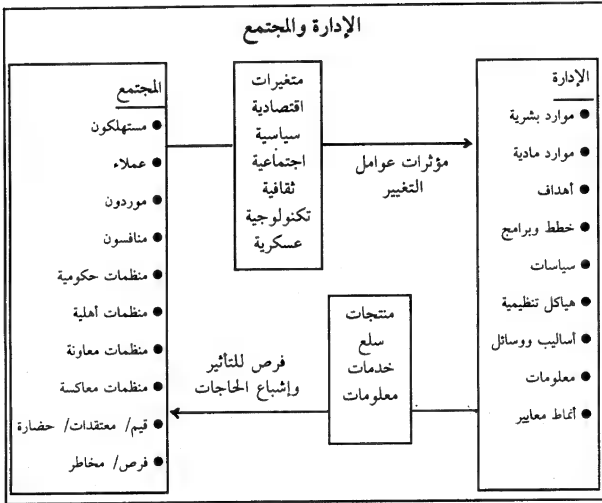 الإدارة والمجتمع
الإدارة
● موارد بشرية
● موارد مادية
● أهداف
● خطط وبرامج
● سياسات
● هياكل تنظيمية
● أساليب ووسائل
● معلومات
● أنماط معايير
متغيرات
اقتصادية
سياسية
اجتماعية
ثقافية
تكنولوجية
عسكرية
مؤثرات عوامل
التغيير
منتجات
سلع
خدمات
معلومات
فرص للتأثير
وإشباع الحاجات
المجتمع
● مستهلكون
● عملاء
● موردون
● منافسون
● منظمات حكومية
● منظمات أهلية
● منظمات معاونة
● منظمات معاكسة
● قيم/ معتقدات/ حضارة
● فرص/ مخاطر